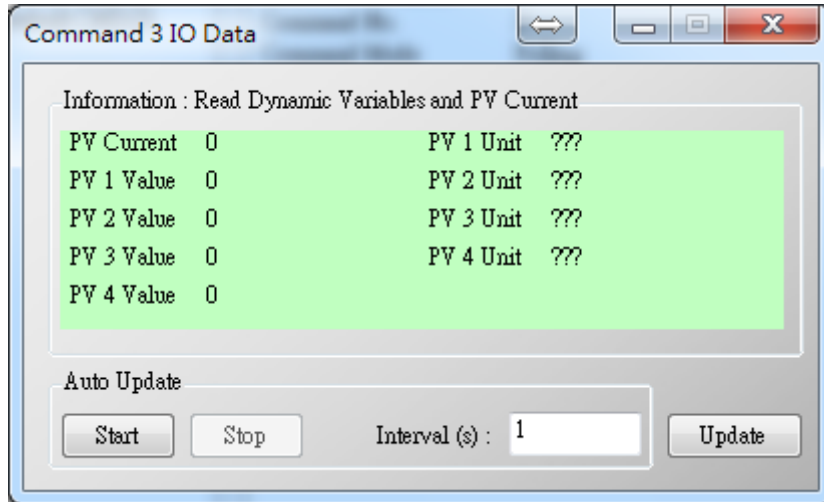 Command 3 IO Data
Information : Read Dynamic Variables and PV Current
PV Current 0 PV 1 Unit ???
PV 1 Value 0 PV 2 Unit ???
PV 2 Value 0 PV 3 Unit ???
PV 3 Value 0 PV 4 Unit ???
PV 4 Value 0
Auto Update
Start Stop Interval (s) : 1 Update